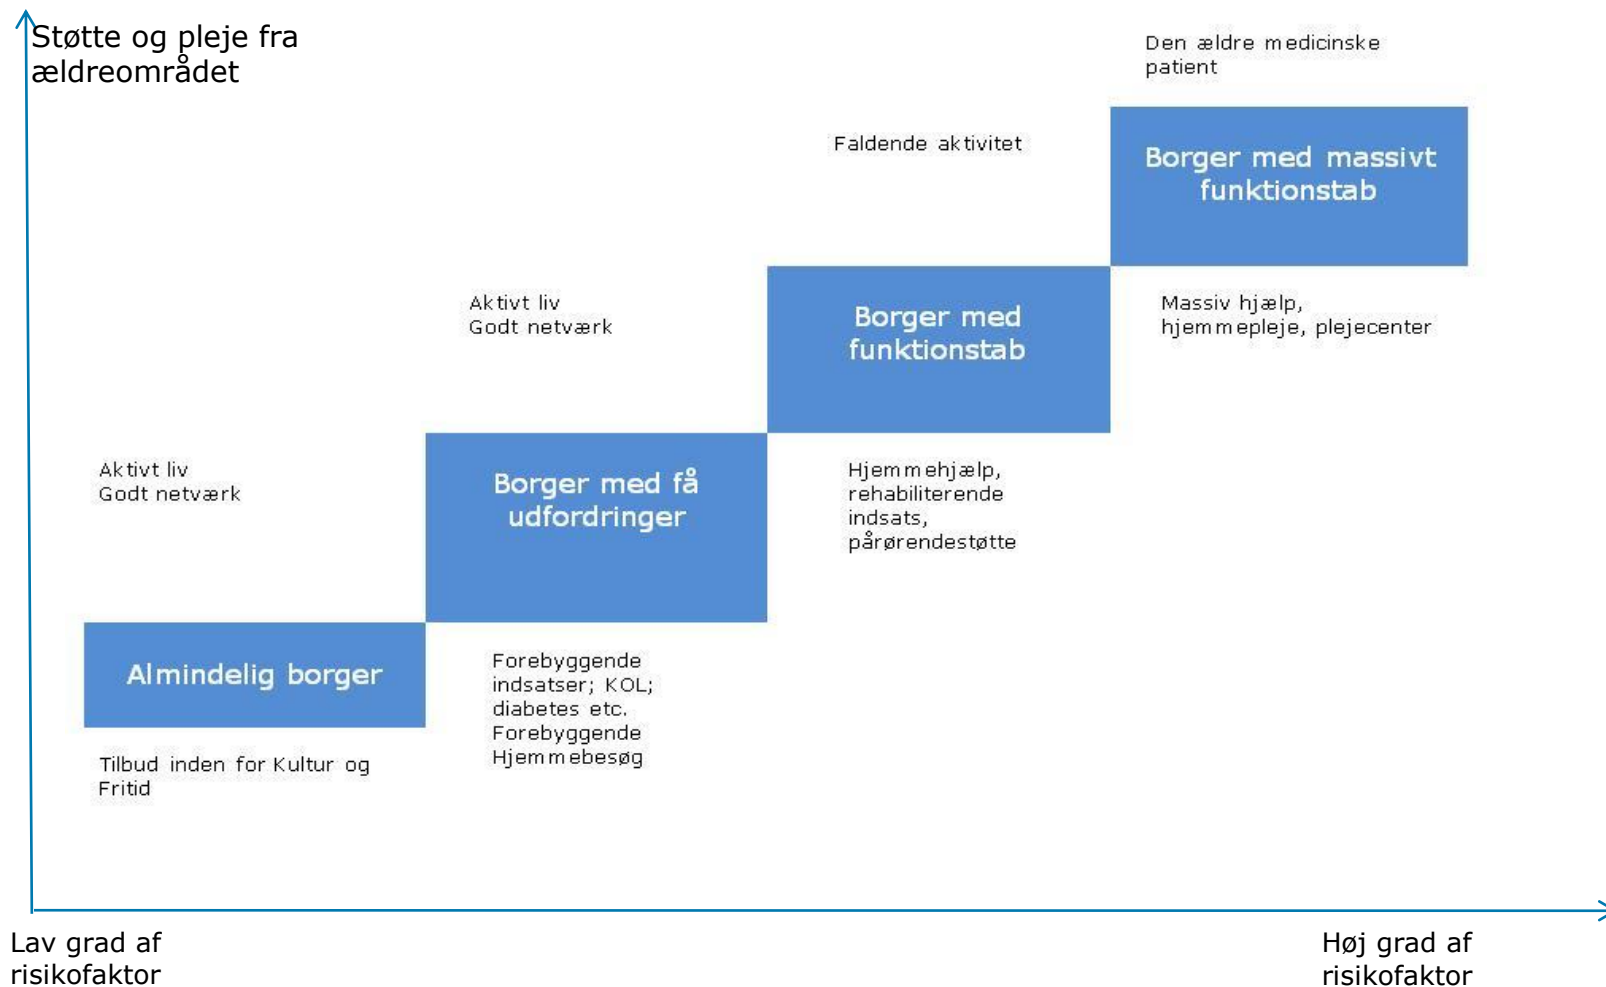 Støtte og pleje fra
ældreområdet
Den ældre medicinske
patient
Faldende aktivitet
Borger med massivt
funktionstab
Aktivt liv
Godt netværk
Borger med
funktionstab
Massiv hjælp,
hjemmepleje, plejecenter
Aktivt liv
Godt netværk
Borger med få
udfordringer
Hjemmehjælp,
rehabiliterende
indsats,
pårørendestøtte
Almindelig borger
Forebyggende
indsatser; KOL;
diabetes etc.
Forebyggende
Hjemmebesøg
Tilbud inden for Kultur og
Fritid
Lav grad af
risikofaktor
Høj grad af
risikofaktor